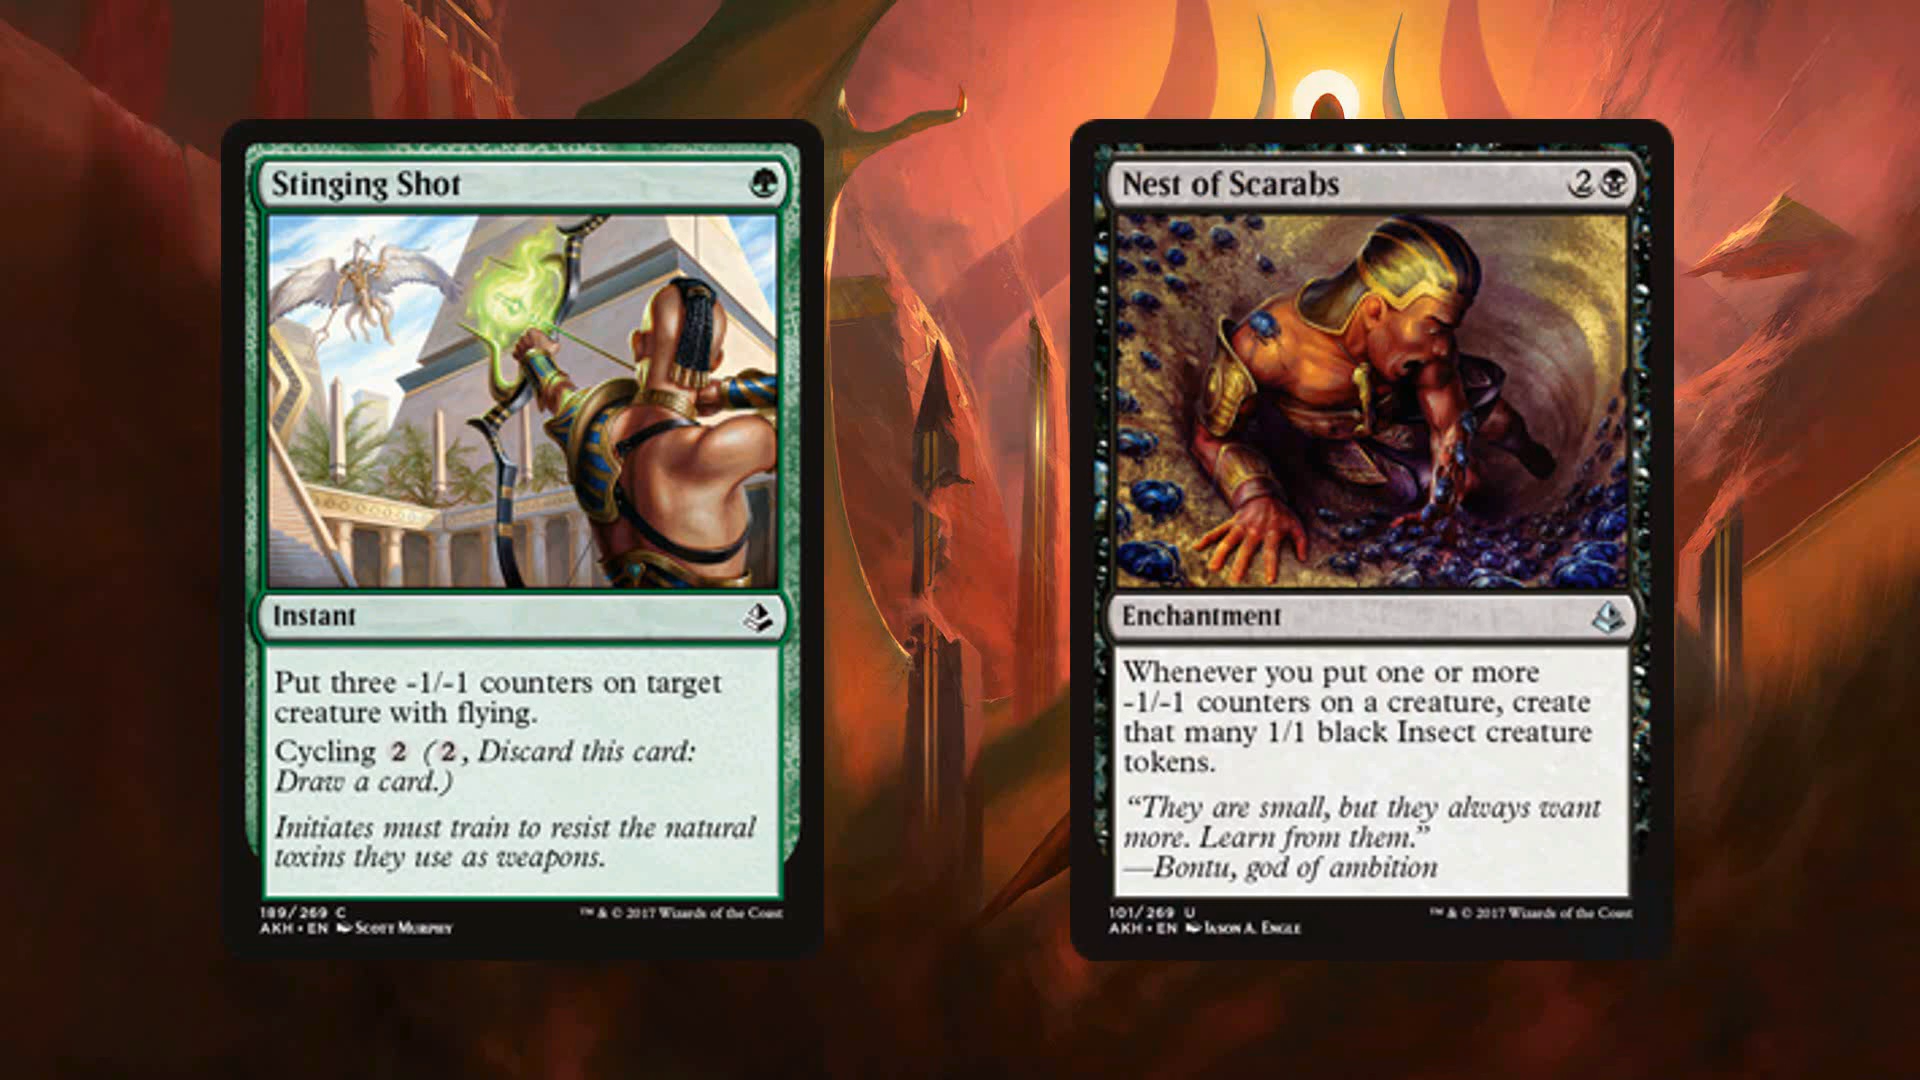 Stinging Shot
Instant
Put three -1/-1 counters on target
creature with flying.
Cycling 2 (2, Discard this card:
Draw a card.)
Initiates must train to resist the natural
toxins they use as weapons.
189/269 C
™ & © 2017 Wizards of the Coast
AKH • EN Scott Murphy
Nest of Scarabs
2
Enchantment
Whenever you put one or more
-1/-1 counters on a creature, create
that many 1/1 black Insect creature
tokens.
“They are small, but they always want
more. Learn from them.”
—Bontu, god of ambition
101/269 U
™ & © 2017 Wizards of the Coast
AKH • EN Jason A. Engle